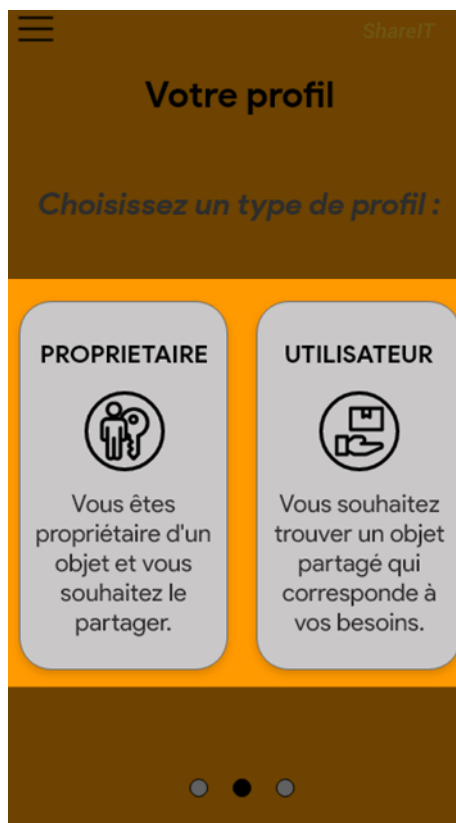 ShareIT
Votre profil
Choisissez un type de profil :
PROPRIETAIRE
Vous êtes
propriétaire d'un
objet et vous
souhaitez le
partager.
UTILISATEUR
Vous souhaitez
trouver un objet
partagé qui
corresponde à
vos besoins.